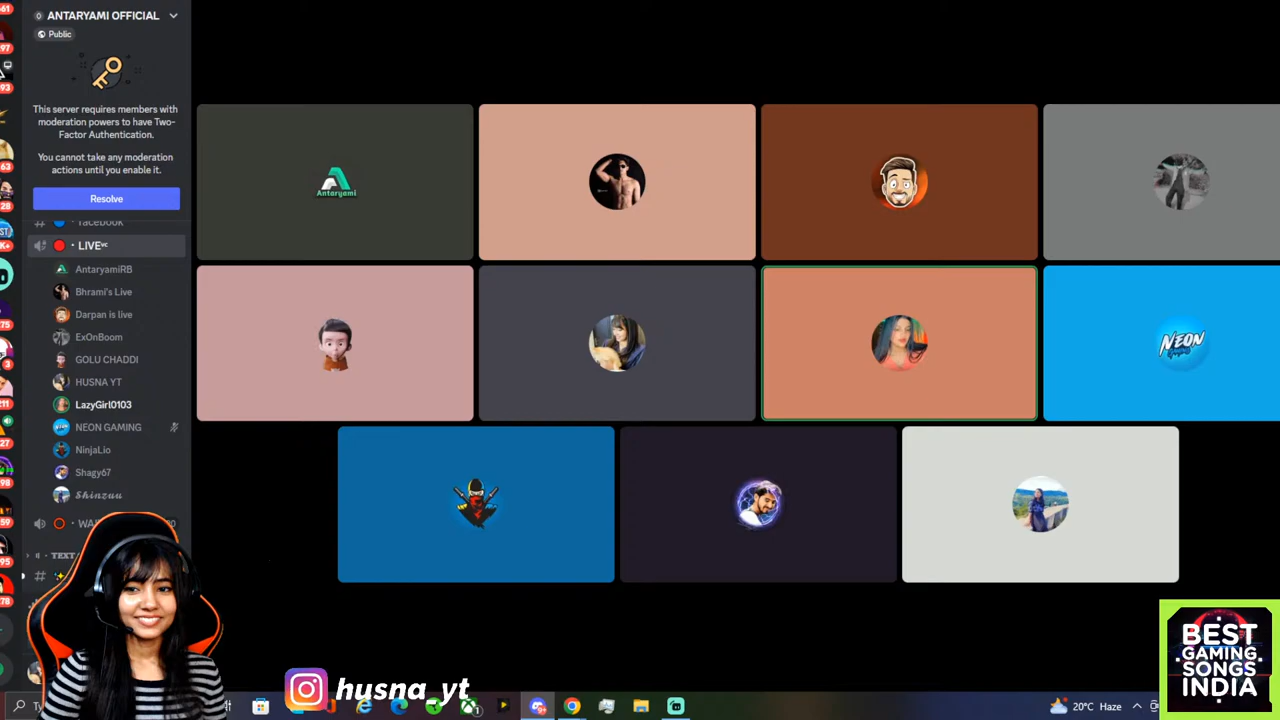 ANTARYAMI OFFICIAL
Public
This server requires members with
moderation powers to have Two-
Factor Authentication.
You cannot take any moderation
actions until you enable it.
Resolve
facebook
LIVE
AntaryamiRB
Bhrami's Live
Darpan is live
ExOnBoom
GOLU CHADDI
HUSNA YT
LazyGirl0103
NEON GAMING
NinjaLio
Shagy67
Shinzuu
Antaryami
NEON
husna_yt
BEST
GAMING
SONGS
INDIA
20°C Haze